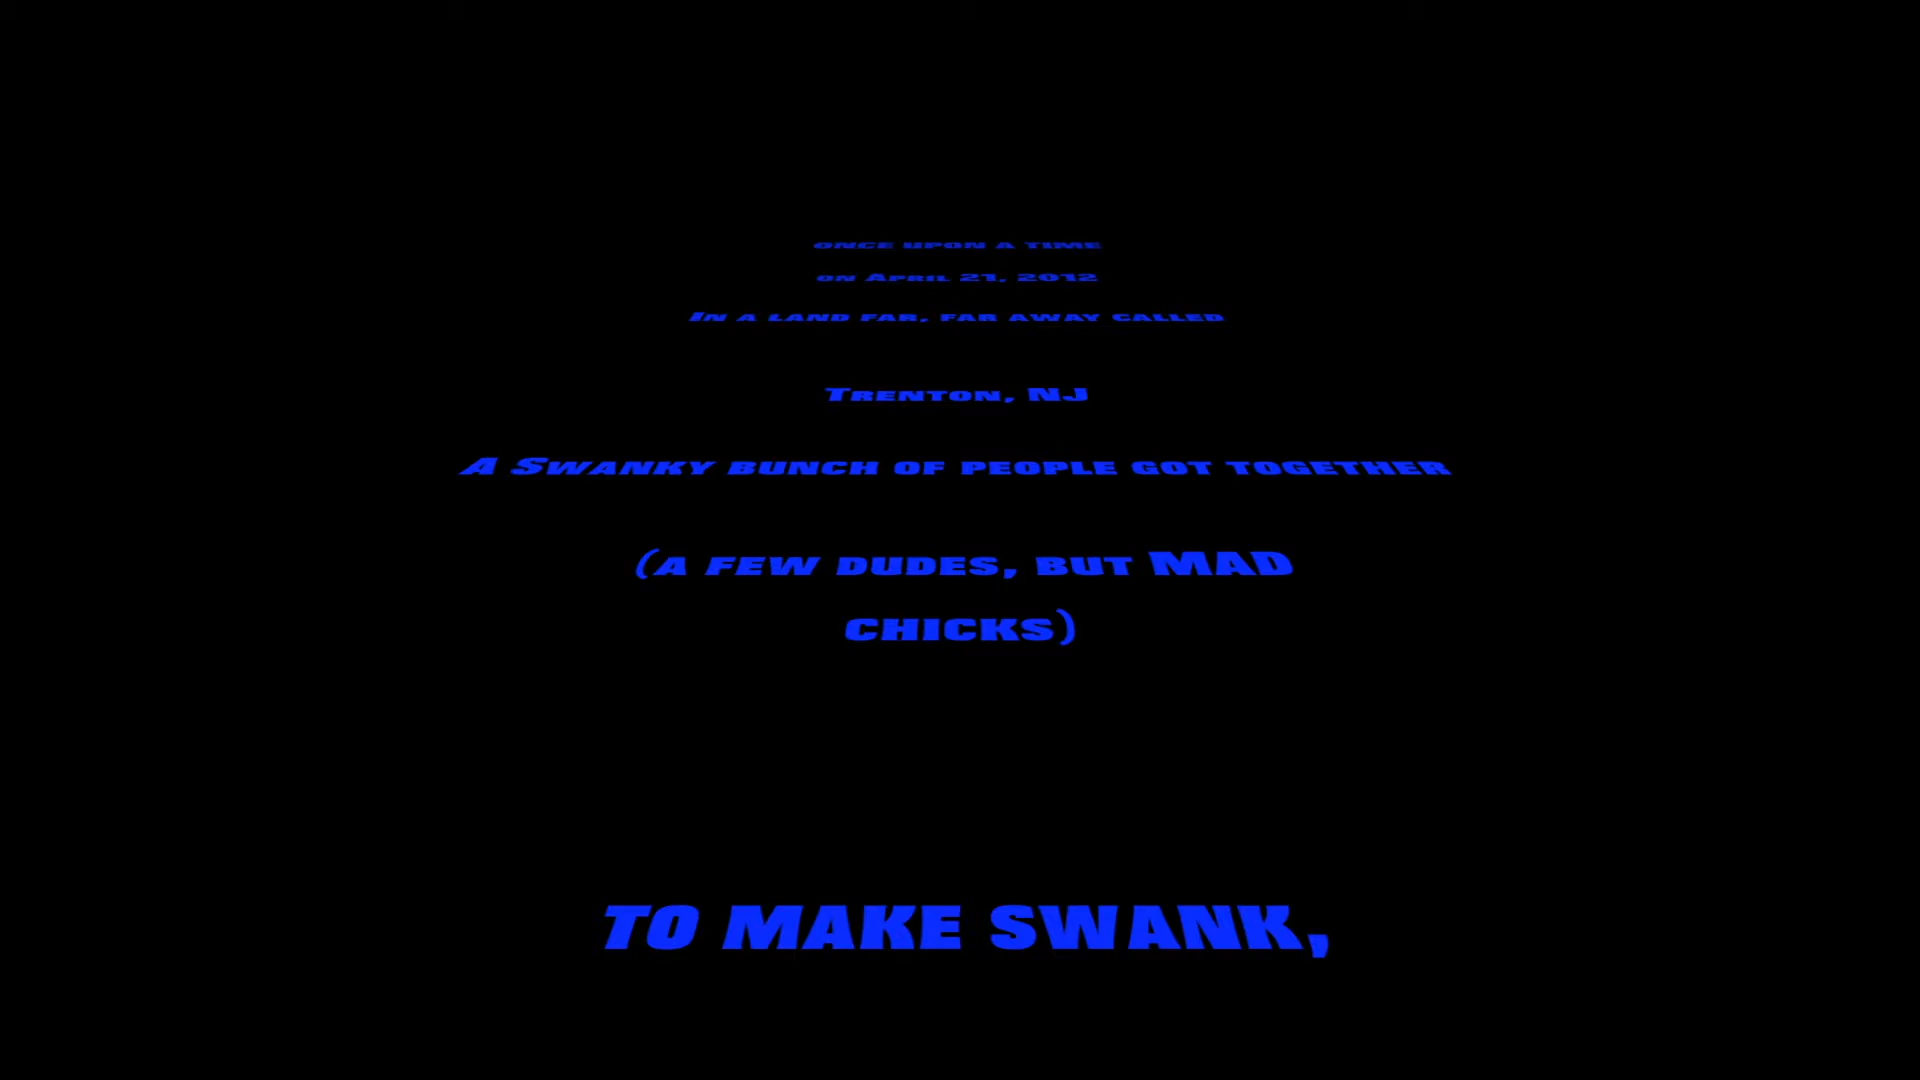 once upon a time
on April 21, 2012
In a land far, far away called
Trenton, NJ
A Swanky bunch of people got together
(a few dudes, but MAD
chicks)
to make swank,